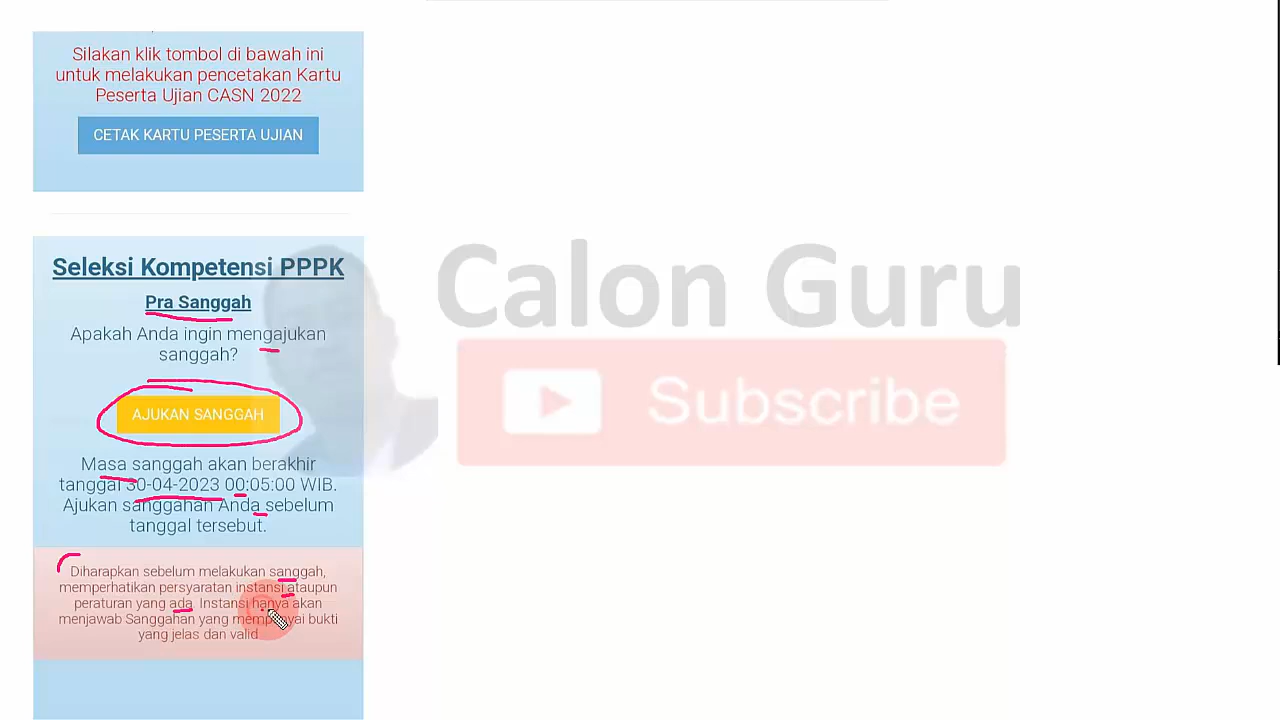 Silakan klik tombol di bawah ini
untuk melakukan pencetakan Kartu
Peserta Ujian CASN 2022
CETAK KARTU PESERTA UJIAN
Seleksi Kompetensi PPPK
Pra Sanggah
Apakah Anda ingin mengajukan
sanggah?
AJUKAN SANGGAH
Masa sanggah akan berakhir
tanggal 30-04-2023 00:05:00 WIB.
Ajukan sanggahan Anda sebelum
tanggal tersebut.
Diharapkan sebelum melakukan sanggah,
memperhatikan persyaratan instansi ataupun
peraturan yang ada. Instansi hanya akan
menjawab Sanggahan yang mempunyai bukti
yang jelas dan valid
Calon Guru
Subscribe